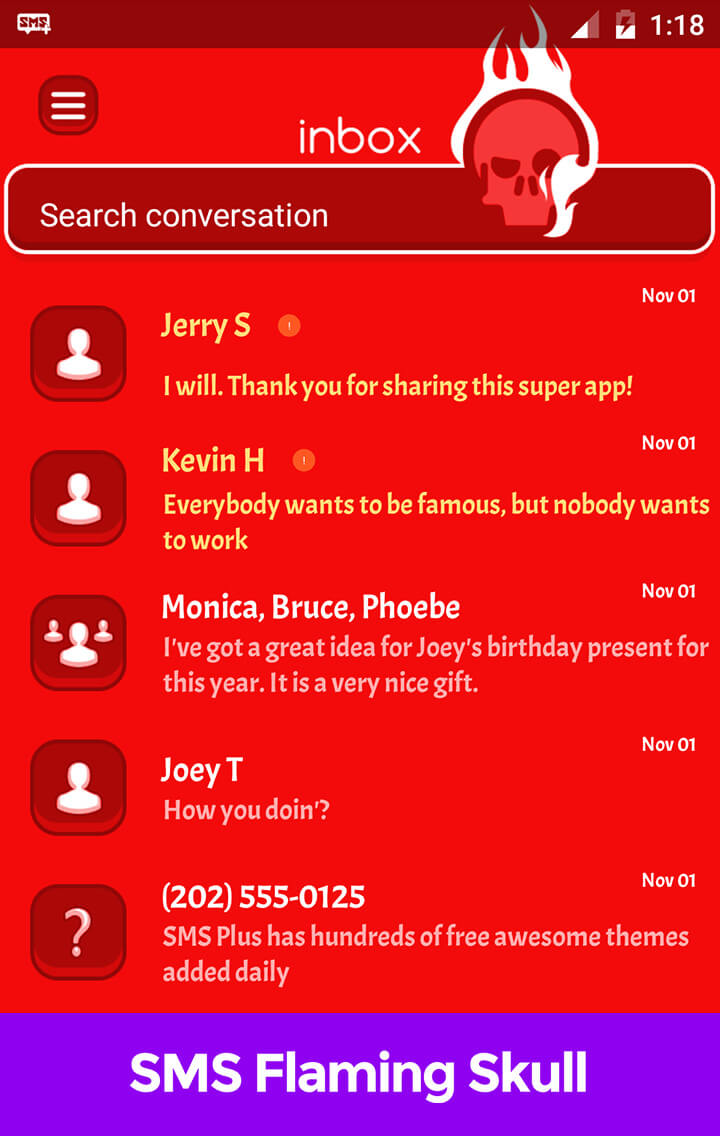 SMS
1:18
inbox
Search conversation
Nov 01
Jerry S !
I will. Thank you for sharing this super app!
Nov 01
Kevin H !
Everybody wants to be famous, but nobody wants
to work
Nov 01
Monica, Bruce, Phoebe
I've got a great idea for Joey's birthday present for
this year. It is a very nice gift.
Nov 01
Joey T
How you doin'?
Nov 01
(202) 555-0125
?
SMS Plus has hundreds of free awesome themes
added daily
SMS Flaming Skull